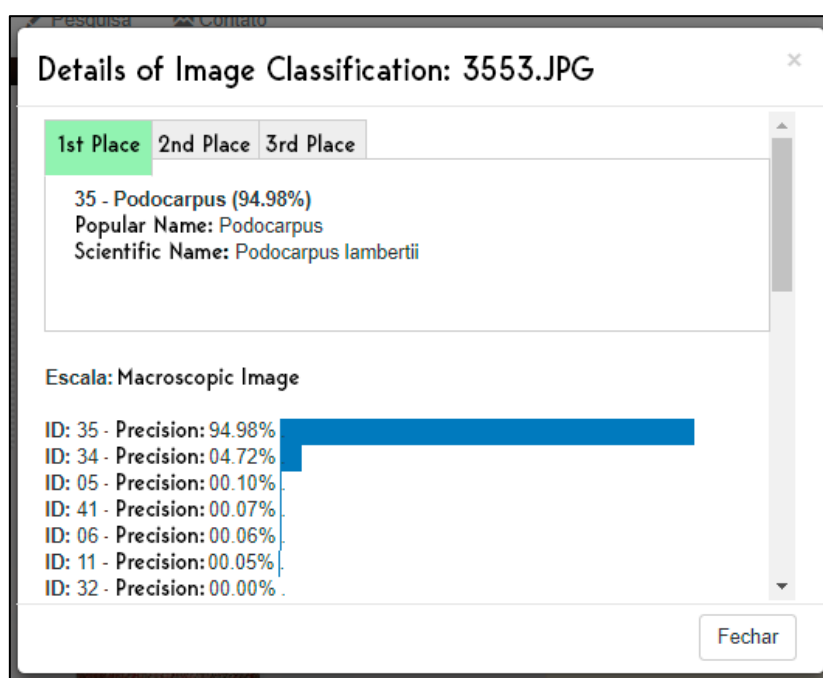 Pesquisa Contato
Details of Image Classification: 3553.JPG
×
1st Place 2nd Place 3rd Place
35 - Podocarpus (94.98%)
Popular Name: Podocarpus
Scientific Name: Podocarpus lambertii
Escala: Macroscopic Image
ID: 35 - Precision: 94.98% .
ID: 34 - Precision: 04.72% .
ID: 05 - Precision: 00.10% .
ID: 41 - Precision: 00.07% .
ID: 06 - Precision: 00.06% .
ID: 11 - Precision: 00.05% .
ID: 32 - Precision: 00.00% .
Fechar